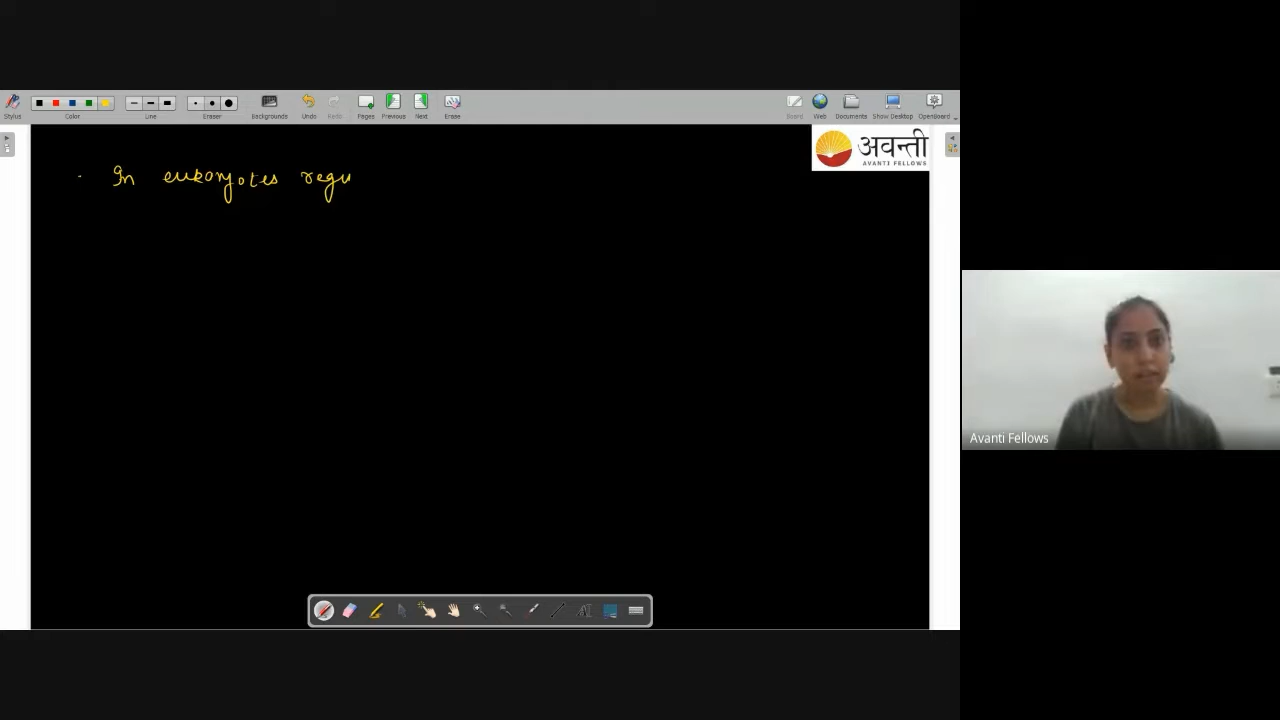 Stylus
Color
Line
Eraser
Backgrounds
Undo
Redo
Pages
Previous
Next
Erase
Board
Web
Documents
Show Desktop
OpenBoard
अवन्ती
AVANTI FELLOWS
In eukaryotes regu
Avanti Fellows